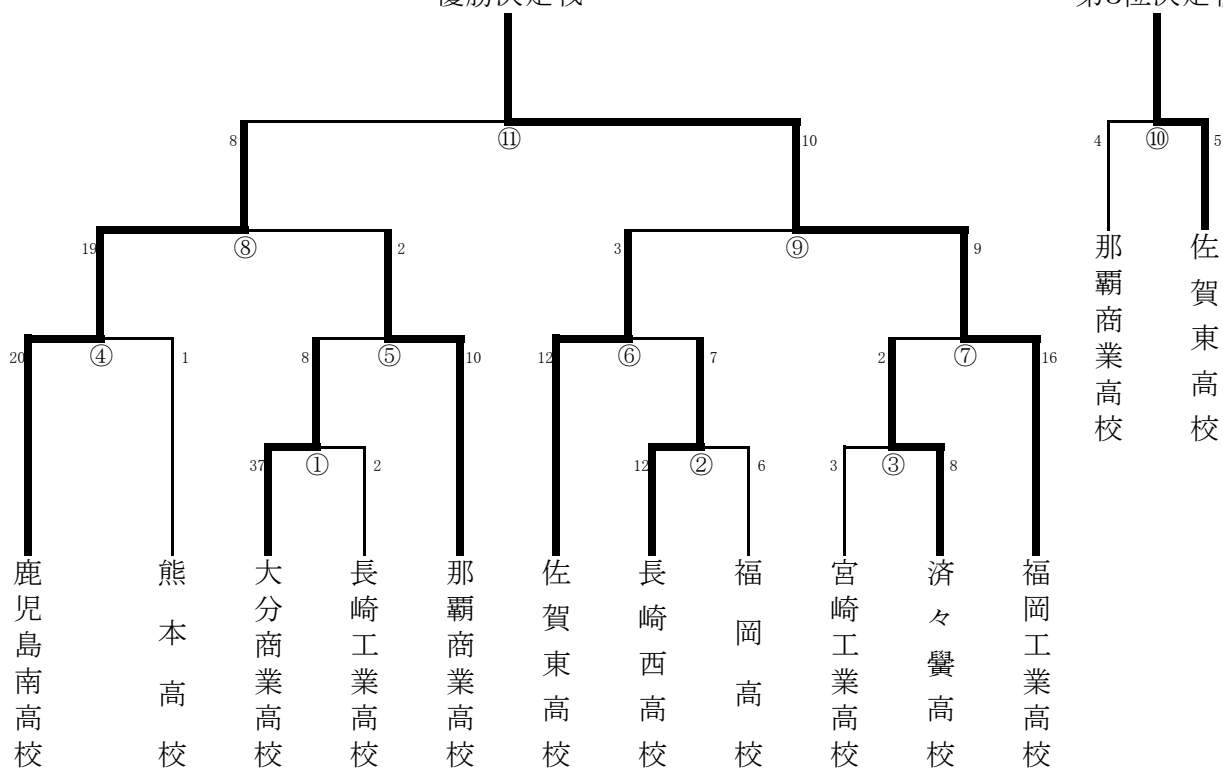 優勝決定戦
第3位決定
8 ⑪ 10
4 ⑩ 5
19 ⑧ 2
3 ⑨ 9
那覇商業高校
佐賀東高校
20 ④ 1
8 ⑤ 10
12 ⑥ 7
2 ⑦ 16
37 ① 2
12 ② 6
3 ③ 8
鹿児島南高校
熊本高校
大分商業高校
長崎工業高校
那覇商業高校
佐賀東高校
長崎西高校
福岡高校
宮崎工業高校
済々黌高校
福岡工業高校